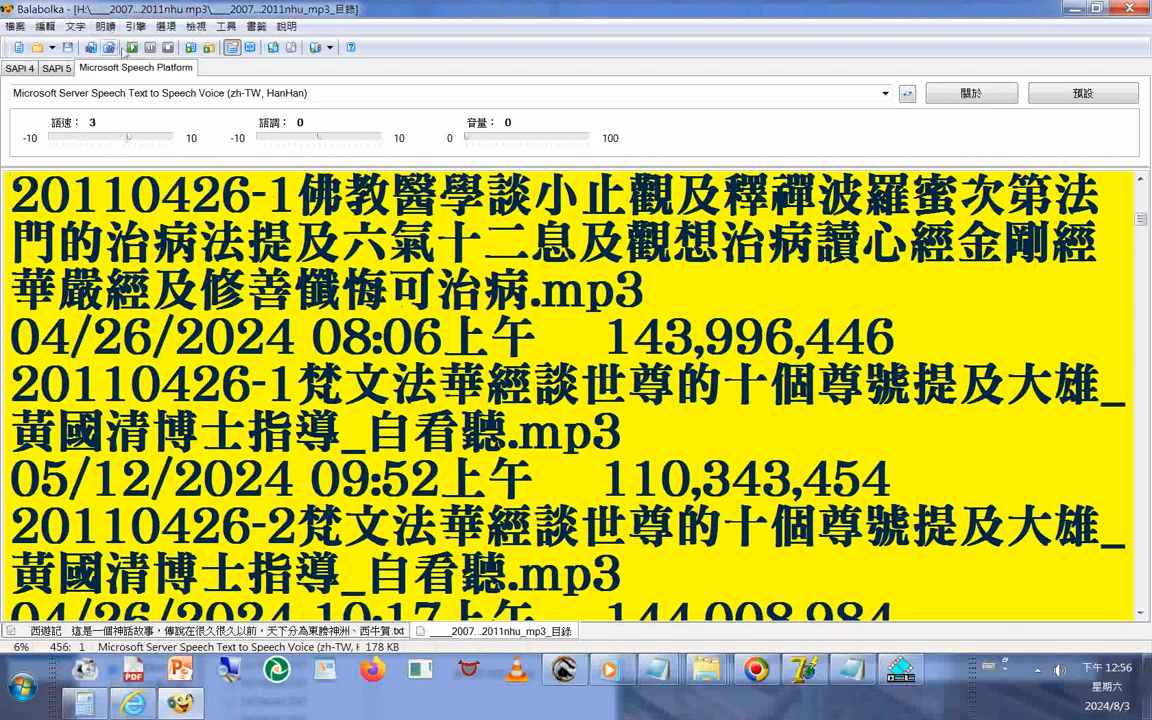 Balabolka - [H:\____2007...2011nhu mp3\____2007...2011nhu_mp3_目錄]
檔案 編輯 文字 朗讀 引擎 選項 檢視 工具 書籤 說明
SAPI 4 SAPI 5 Microsoft Speech Platform
Microsoft Server Speech Text to Speech Voice (zh-TW, HanHan) 關於 預設
語速： 3 語調： 0 音量： 0
-10 10 -10 10 0 100
20110426-1佛教醫學談小止觀及釋禪波羅蜜次第法
門的治病法提及六氣十二息及觀想治病讀心經金剛經
華嚴經及修善懺悔可治病.mp3
04/26/2024 08:06上午 143,996,446
20110426-1梵文法華經談世尊的十個尊號提及大雄_
黃國清博士指導_自看聽.mp3
05/12/2024 09:52上午 110,343,454
20110426-2梵文法華經談世尊的十個尊號提及大雄_
黃國清博士指導_自看聽.mp3
04/26/2024 10:17上午 144,008,984
西遊記 這是一個神話故事，傳說在很久很久以前，天下分為東勝神洲、西牛賀.txt ____2007...2011nhu_mp3_目錄
6% 456: 1 Microsoft Server Speech Text to Speech Voice (zh-TW, H 178 KB
下午 12:56
星期六
2024/8/3